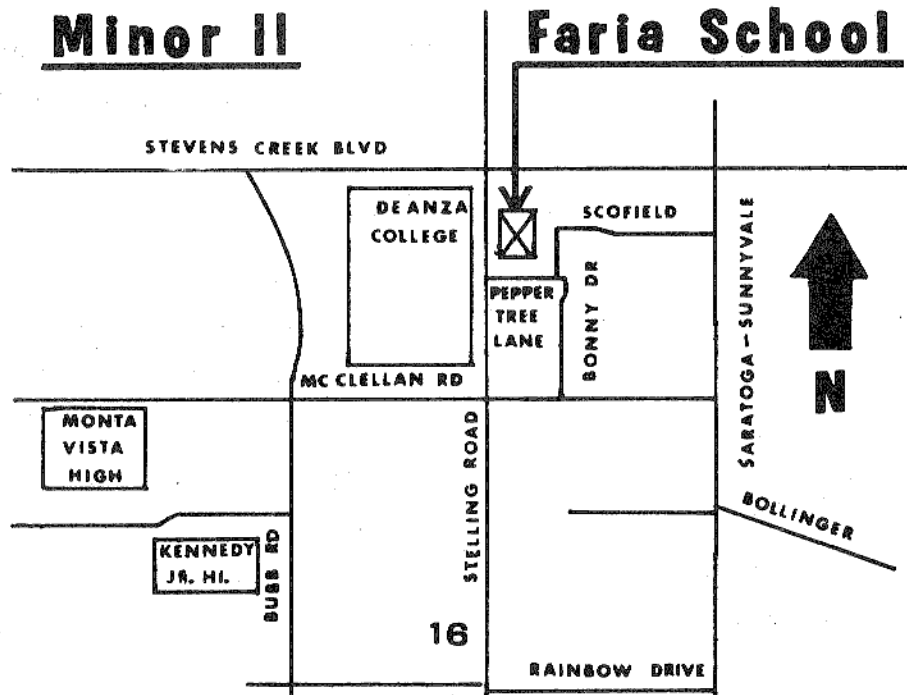 Minor II
Faria School
STEVENS CREEK BLVD
DE ANZA
COLLEGE
SCOFIELD
PEPPER
TREE
LANE
BONNY DR
SARATOGA – SUNNYVALE
N
MC CLELLAN RD
MONTA
VISTA
HIGH
STELLING ROAD
BOLLINGER
KENNEDY
JR. HI.
BUBB RD
16
RAINBOW DRIVE